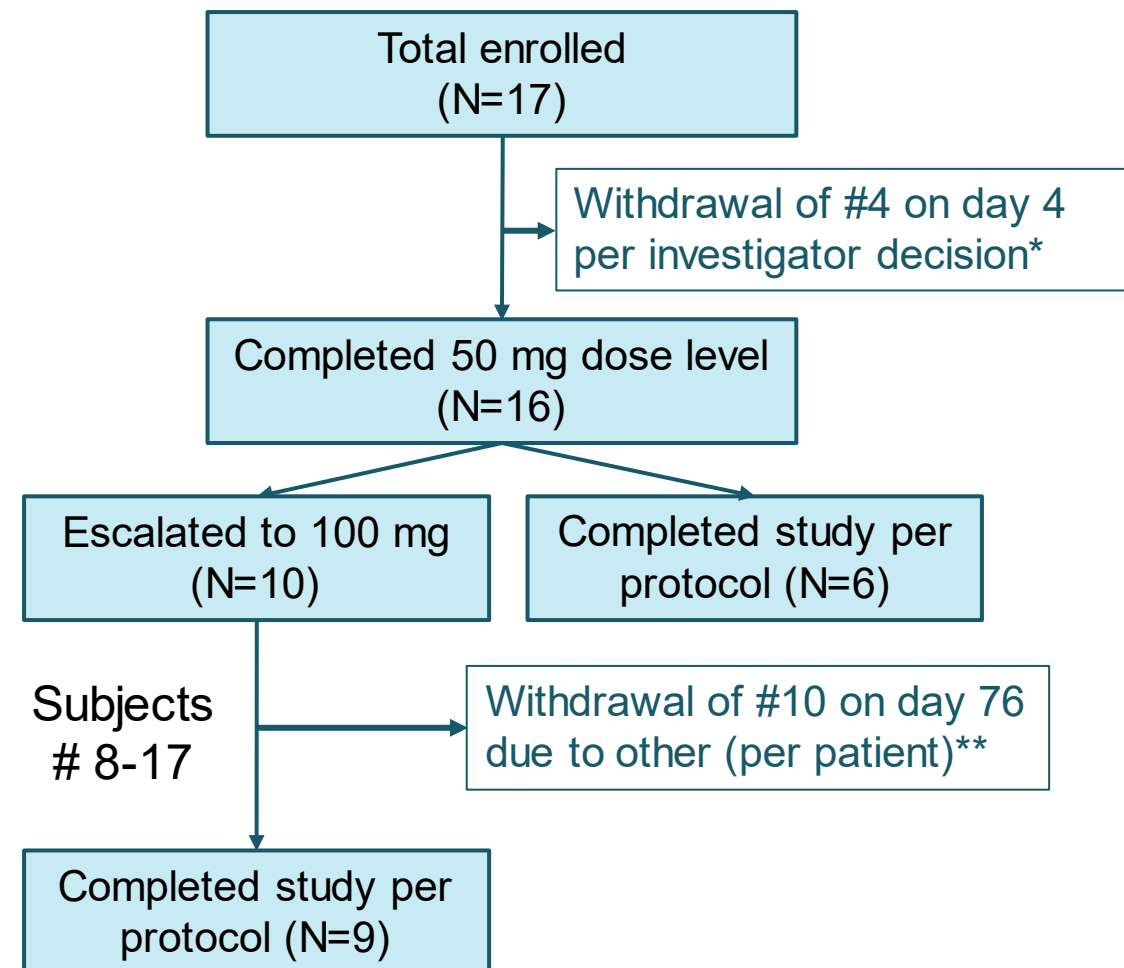 Total enrolled
(N=17)
Withdrawal of #4 on day 4
per investigator decision*
Completed 50 mg dose level
(N=16)
Escalated to 100 mg
(N=10)
Completed study per
protocol (N=6)
Subjects
# 8-17
Withdrawal of #10 on day 76
due to other (per patient)**
Completed study per
protocol (N=9)